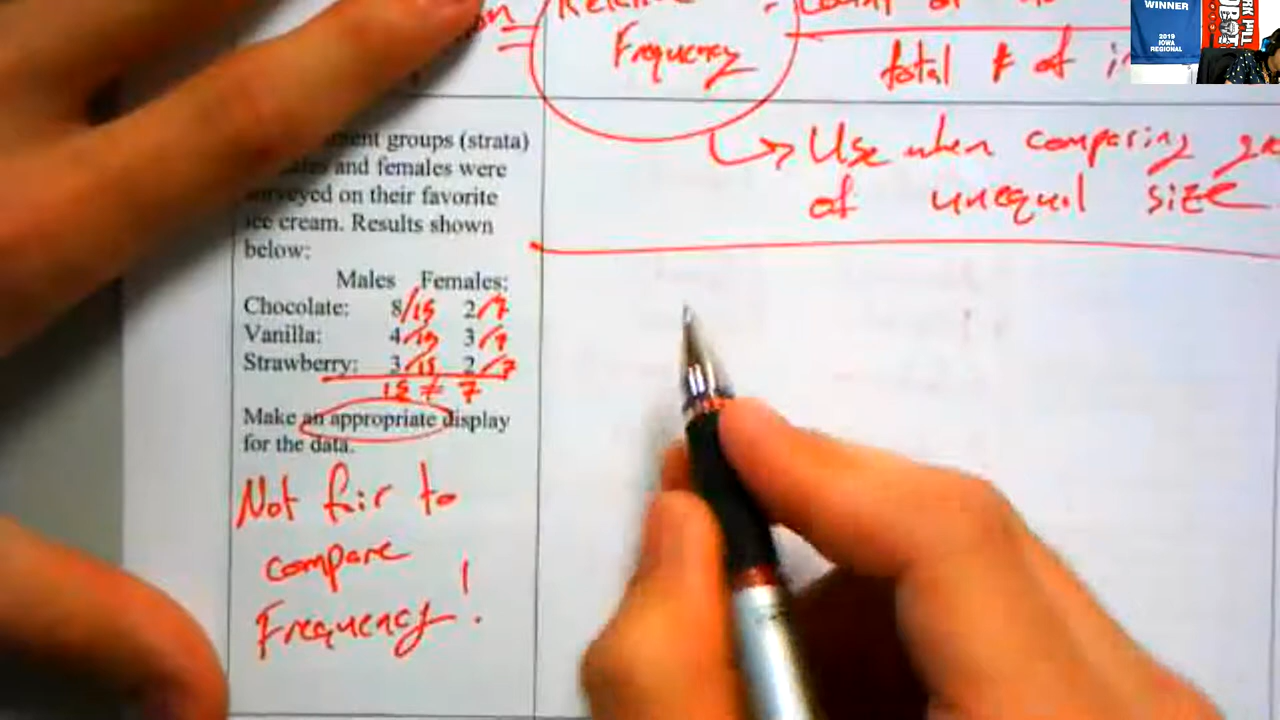 Relative
Frequency
count of
total # of
WINNER
2019
IOWA
REGIONAL
→ Use when comparing
of unequal size
groups (strata)
and females were
surveyed on their favorite
ice cream. Results shown
below:
Males Females:
Chocolate: 8/15 2/7
Vanilla: 4/15 3/7
Strawberry: 3/15 2/7
15 ≠ 7
Make an appropriate display
for the data.
Not fair to
compare
Frequency!